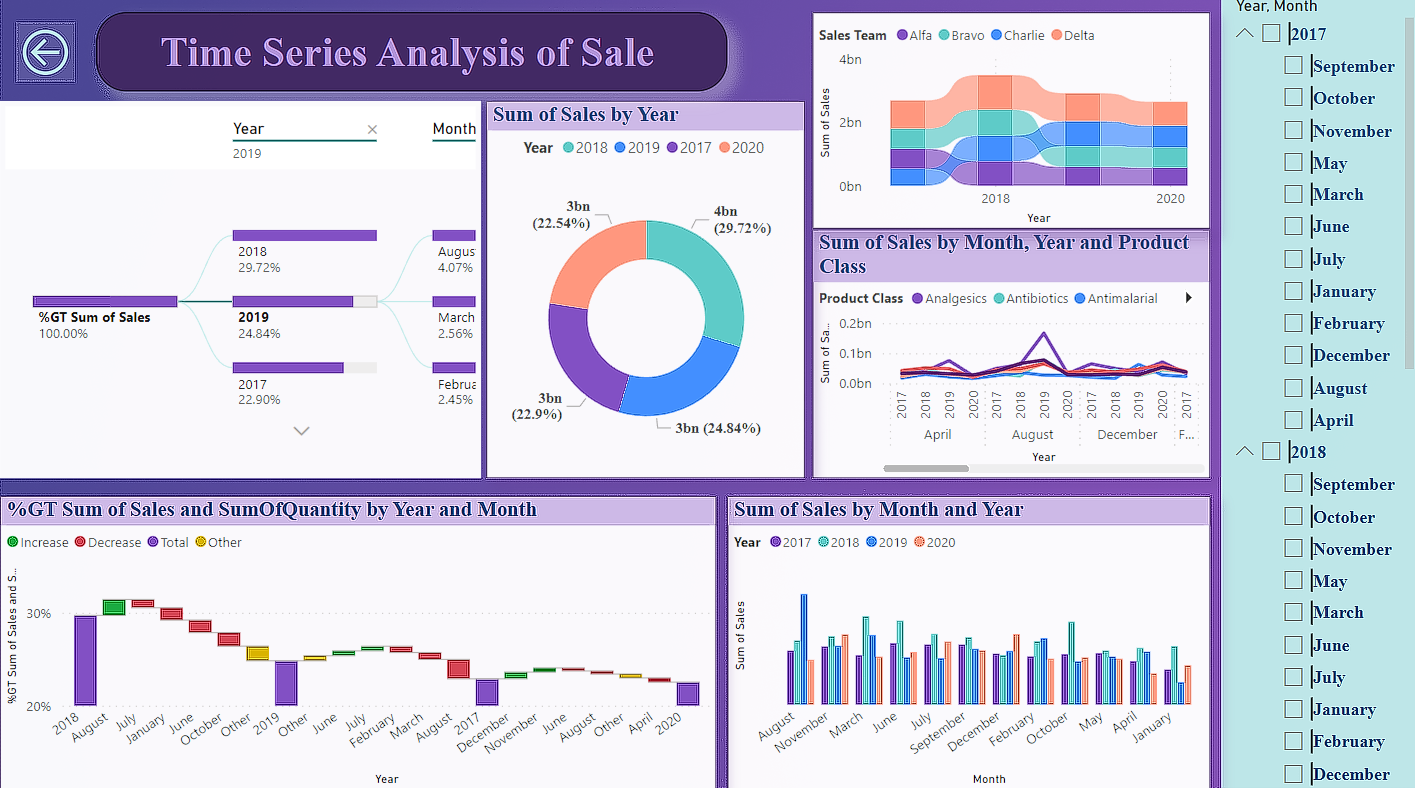 Time Series Analysis of Sale
Year
2019
Month
2018
29.72%
%GT Sum of Sales
100.00%
2019
24.84%
2017
22.90%
Augus
4.07%
March
2.56%
Februa
2.45%
Sum of Sales by Year
Year 2018 2019 2017 2020
3bn
(22.54%)
4bn
(29.72%)
3bn
(22.9%)
3bn (24.84%)
Sales Team Alfa Bravo Charlie Delta
Sum of Sales
4bn
2bn
0bn
2018 2020
Year
Sum of Sales by Month, Year and Product
Class
Product Class Analgesics Antibiotics Antimalarial
Sum of Sa...
0.2bn
0.1bn
0.0bn
2017 2018 2019 2020 2017 2018 2019 2020 2017 2018 2019 2020 2017
April August December F...
Year
%GT Sum of Sales and SumOfQuantity by Year and Month
Increase Decrease Total Other
%GT Sum of Sales and S...
30%
20%
2018 August July January June October Other 2019 Other June July February March August 2017 December November June August Other April 2020
Year
Sum of Sales by Month and Year
Year 2017 2018 2019 2020
Sum of Sales
August November March June July September December February October May April January
Month
Year, Month
2017
September
October
November
May
March
June
July
January
February
December
August
April
2018
September
October
November
May
March
June
July
January
February
December